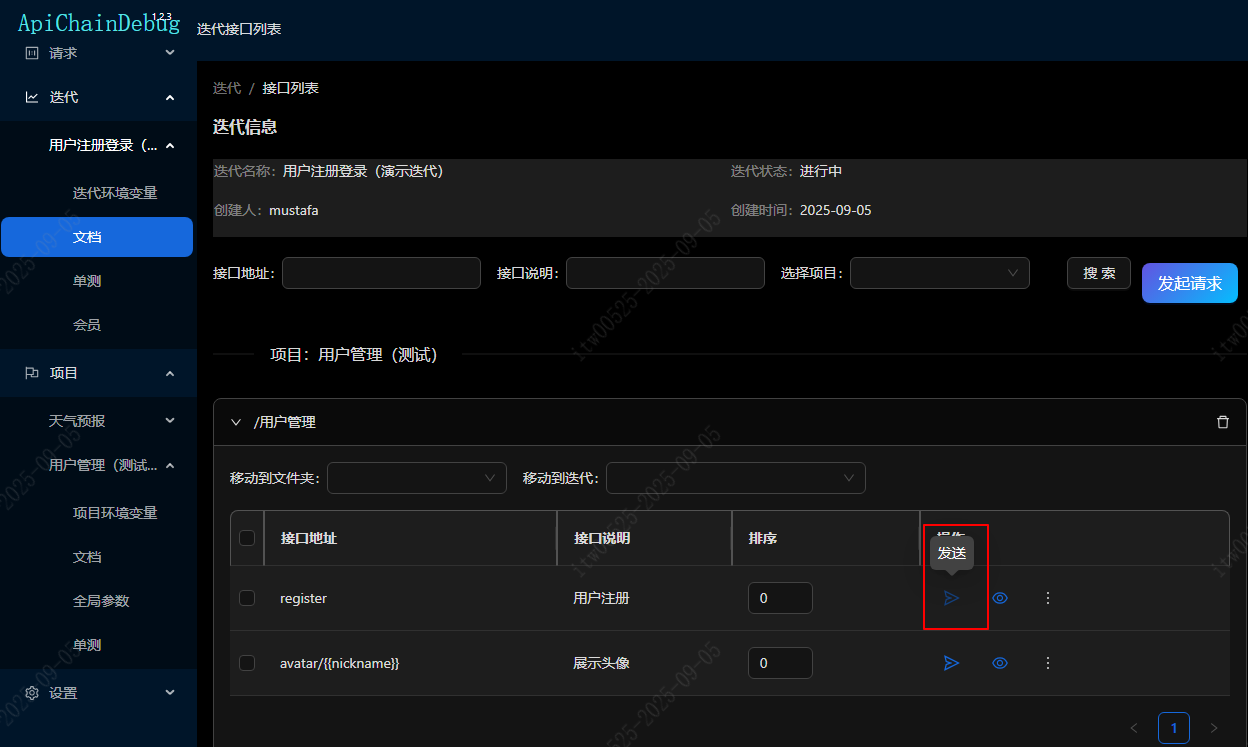 ApiChainDebug 123
迭代接口列表
请求
迭代
用户注册登录（...
迭代环境变量
文档
单测
会员
项目
天气预报
用户管理（测试...
项目环境变量
文档
全局参数
单测
设置
迭代 / 接口列表
迭代信息
迭代名称： 用户注册登录（演示迭代） 迭代状态： 进行中
创建人： mustafa 创建时间： 2025-09-05
接口地址： 接口说明： 选择项目： 搜 索 发起请求
项目：用户管理（测试）
/用户管理
移动到文件夹： 移动到迭代：
接口地址 接口说明 排序 操作
发送
register 用户注册 0
avatar/{{nickname}} 展示头像 0
< 1 >
itw00525-2025-09-05